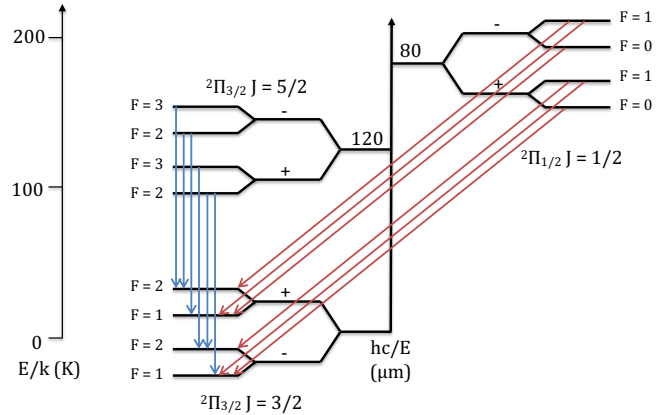 200
100
0
E/k (K)
²Π₃/₂ J = 5/2
F = 3
F = 2
F = 3
F = 2
-
+
120
80
-
+
F = 1
F = 0
F = 1
F = 0
²Π₁/₂ J = 1/2
F = 2
F = 1
F = 2
F = 1
+
-
²Π₃/₂ J = 3/2
hc/E
(μm)